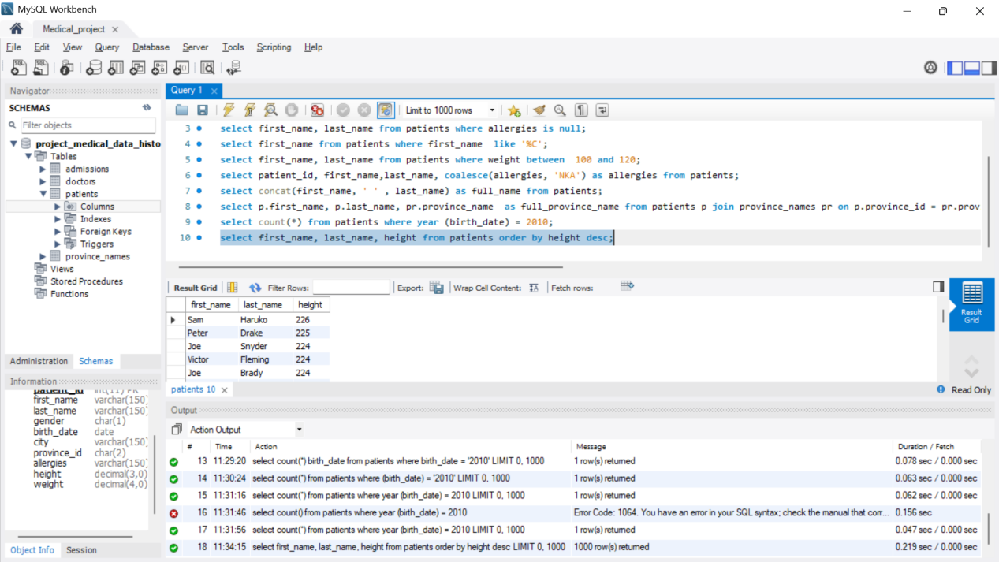 MySQL Workbench
Medical_project
File Edit View Query Database Server Tools Scripting Help
Navigator
SCHEMAS
Filter objects
project_medical_data_histo
Tables
admissions
doctors
patients
Columns
Indexes
Foreign Keys
Triggers
province_names
Views
Stored Procedures
Functions
Administration Schemas
Information
patient_id int(11) PK
first_name varchar(150)
last_name varchar(150)
gender char(1)
birth_date date
city varchar(150)
province_id char(2)
allergies varchar(150)
height decimal(3,0)
weight decimal(4,0)
Object Info Session
Query 1
Limit to 1000 rows
3 select first_name, last_name from patients where allergies is null;
4 select first_name from patients where first_name  like '%C';
5 select first_name, last_name from patients where weight between  100 and 120;
6 select patient_id, first_name,last_name, coalesce(allergies, 'NKA') as allergies from patients;
7 select concat(first_name, ' ' , last_name) as full_name from patients;
8 select p.first_name, p.last_name, pr.province_name  as full_province_name from patients p join province_names pr on p.province_id = pr.prov
9 select count(*) from patients where year (birth_date) = 2010;
10 select first_name, last_name, height from patients order by height desc;
Result Grid Filter Rows: Export: Wrap Cell Content: Fetch rows:
first_name last_name height
Sam Haruko 226
Peter Drake 225
Joe Snyder 224
Victor Fleming 224
Joe Brady 224
Result
Grid
patients 10
Read Only
Output
Action Output
# Time Action Message Duration / Fetch
13 11:29:20 select count(*) birth_date from patients where birth_date = '2010' LIMIT 0, 1000 1 row(s) returned 0.078 sec / 0.000 sec
14 11:30:24 select count(*) from patients where (birth_date) = '2010' LIMIT 0, 1000 1 row(s) returned 0.063 sec / 0.000 sec
15 11:31:16 select count(*) from patients where year (birth_date) = 2010 LIMIT 0, 1000 1 row(s) returned 0.062 sec / 0.000 sec
16 11:31:46 select count() from patients where year (birth_date) = 2010 Error Code: 1064. You have an error in your SQL syntax; check the manual that corr... 0.156 sec
17 11:31:56 select count(*) from patients where year (birth_date) = 2010 LIMIT 0, 1000 1 row(s) returned 0.047 sec / 0.000 sec
18 11:34:15 select first_name, last_name, height from patients order by height desc LIMIT 0, 1000 1000 row(s) returned 0.219 sec / 0.000 sec